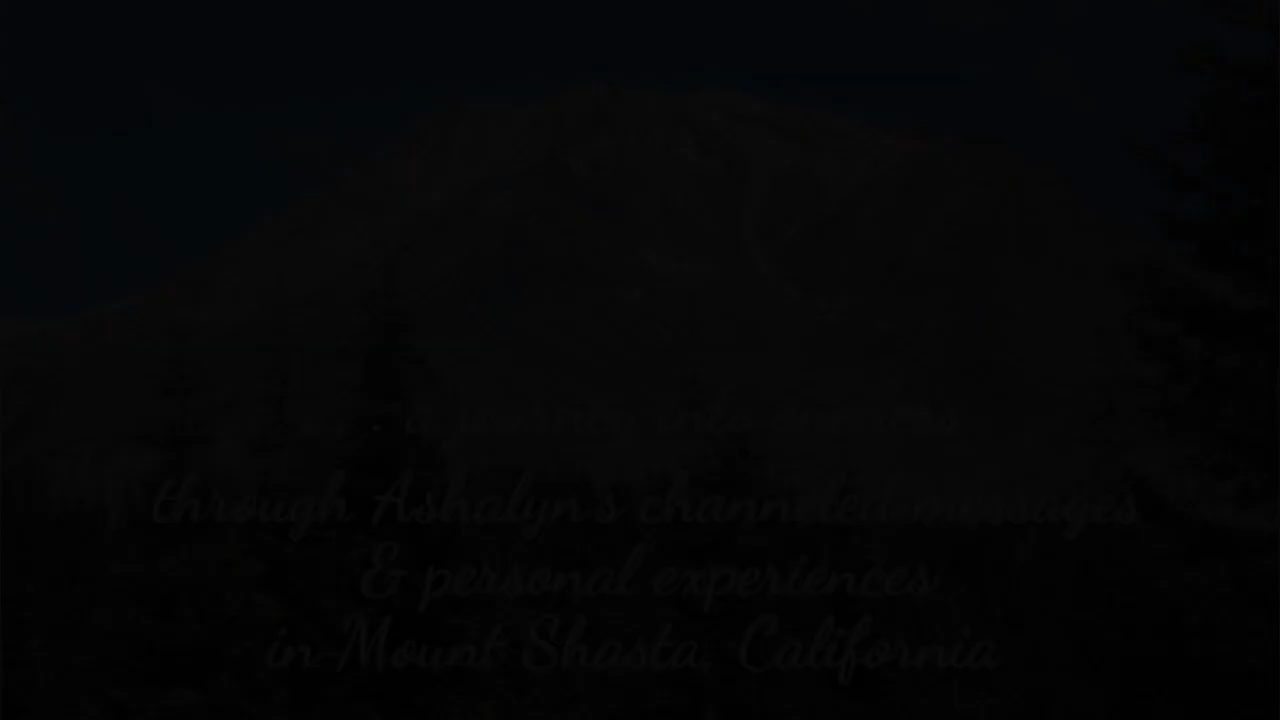 through Ashalyn's channeled messages
& personal experiences
in Mount Shasta, California